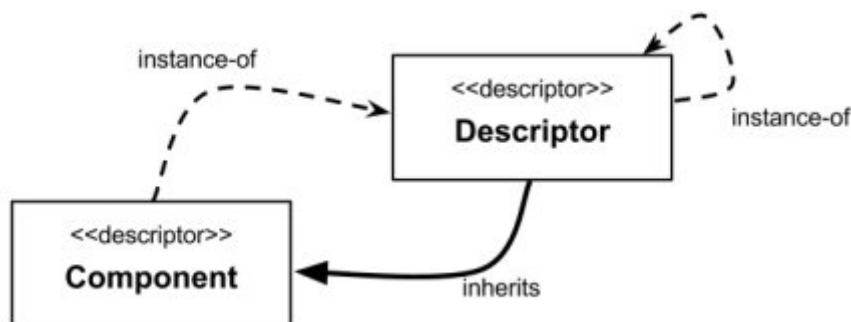 instance-of
<<descriptor>>
Descriptor
instance-of
<<descriptor>>
Component
inherits